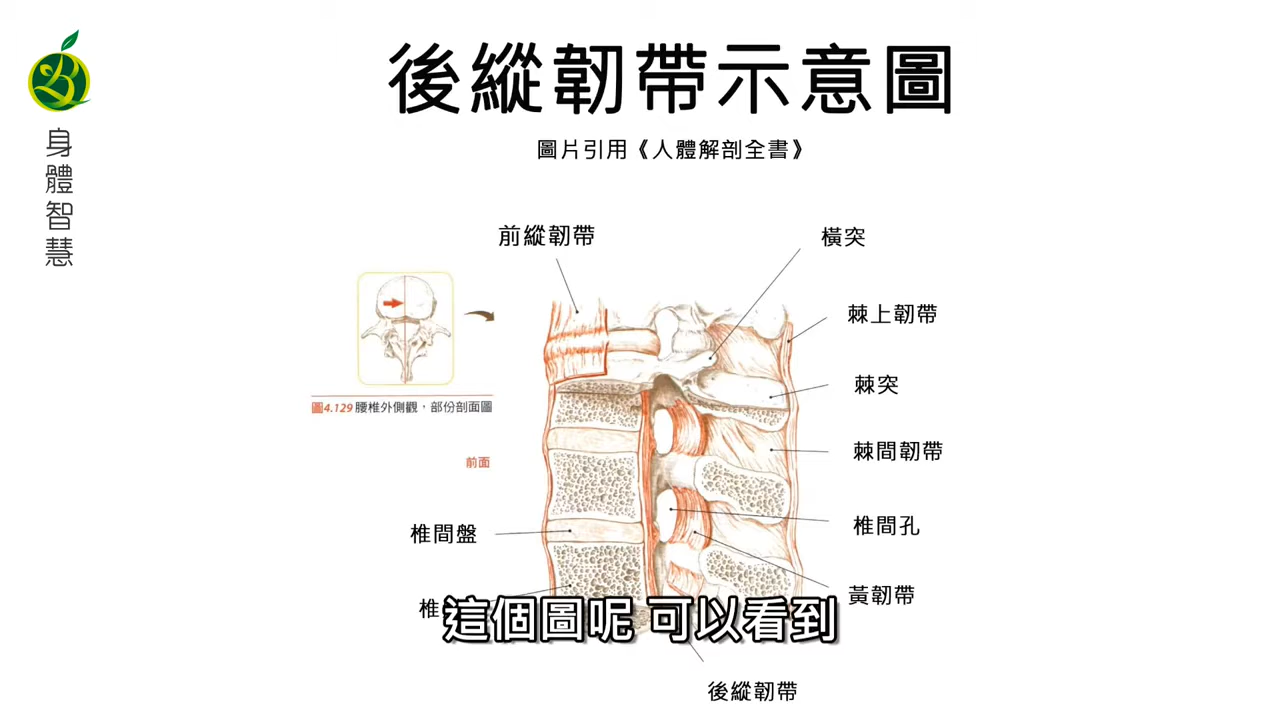 後縱韌帶示意圖
圖片引用《人體解剖全書》
身體智慧
前縱韌帶
橫突
棘上韌帶
棘突
圖4.129 腰椎外側觀，部份剖面圖
棘間韌帶
前面
椎間孔
椎間盤
黃韌帶
椎
這個圖呢 可以看到
後縱韌帶